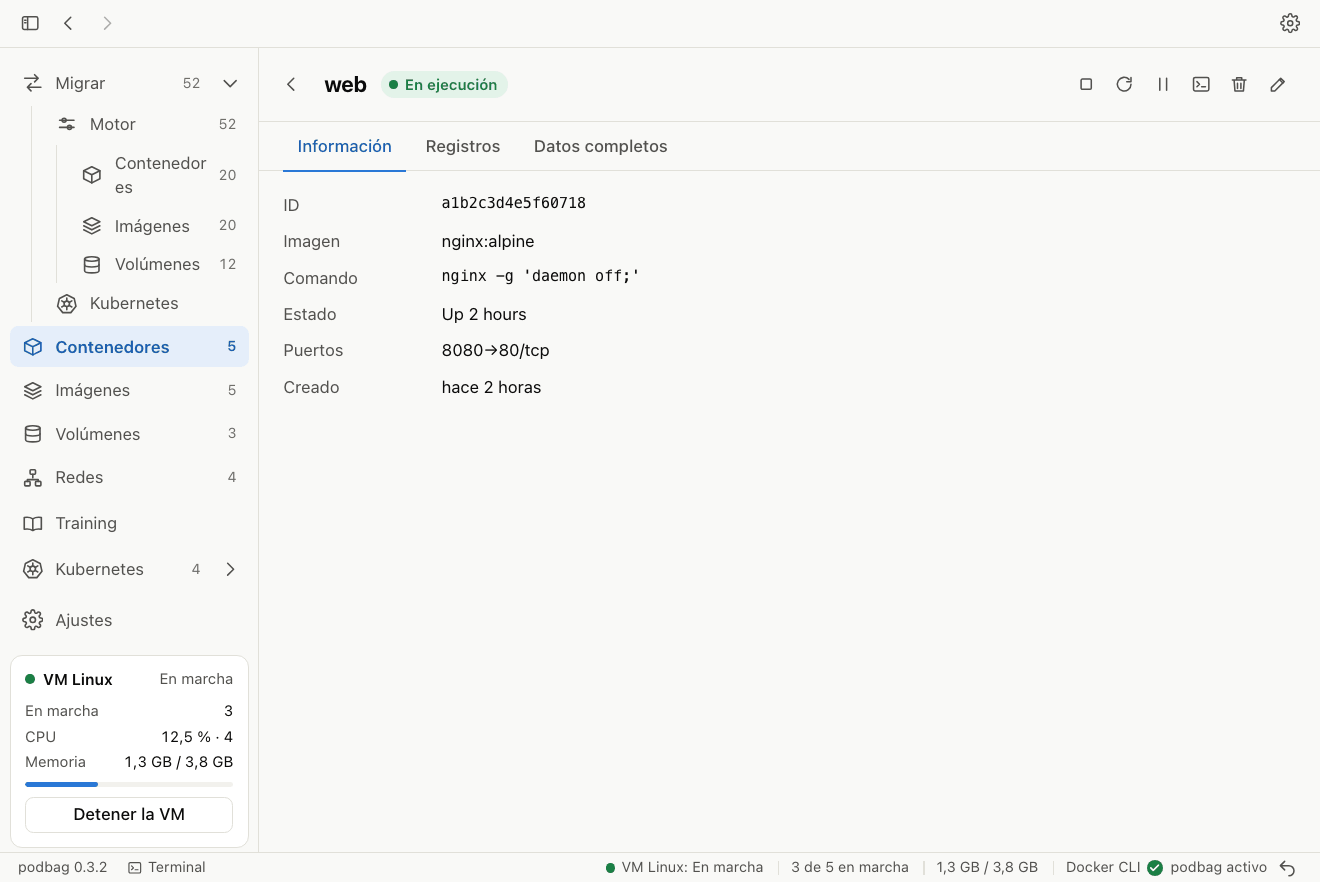 Migrar 52
Motor 52
Contenedor
es 20
Imágenes 20
Volúmenes 12
Kubernetes
Contenedores 5
Imágenes 5
Volúmenes 3
Redes 4
Training
Kubernetes 4
Ajustes
VM Linux En marcha
En marcha 3
CPU 12,5 % · 4
Memoria 1,3 GB / 3,8 GB
Detener la VM
web En ejecución
Información Registros Datos completos
ID a1b2c3d4e5f60718
Imagen nginx:alpine
Comando nginx -g 'daemon off;'
Estado Up 2 hours
Puertos 8080→80/tcp
Creado hace 2 horas
podbag 0.3.2 Terminal VM Linux: En marcha 3 de 5 en marcha 1,3 GB / 3,8 GB Docker CLI podbag activo